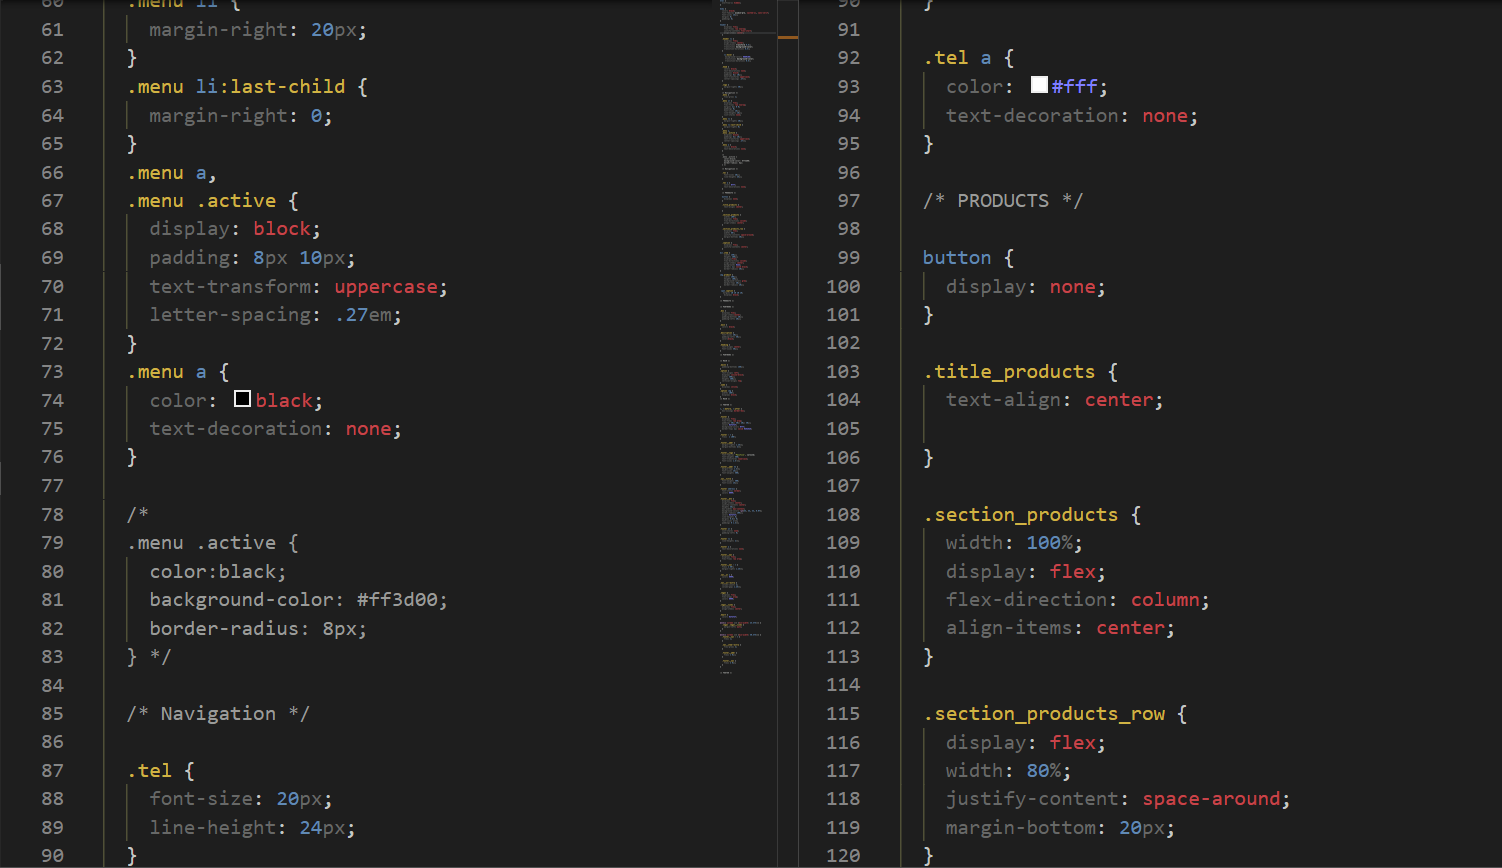 60 .menu li {
61 margin-right: 20px;
62 }
63 .menu li:last-child {
64 margin-right: 0;
65 }
66 .menu a,
67 .menu .active {
68 display: block;
69 padding: 8px 10px;
70 text-transform: uppercase;
71 letter-spacing: .27em;
72 }
73 .menu a {
74 color: black;
75 text-decoration: none;
76 }
77
78 /*
79 .menu .active {
80 color:black;
81 background-color: #ff3d00;
82 border-radius: 8px;
83 } */
84
85 /* Navigation */
86
87 .tel {
88 font-size: 20px;
89 line-height: 24px;
90 }
90 }
91
92 .tel a {
93 color: #fff;
94 text-decoration: none;
95 }
96
97 /* PRODUCTS */
98
99 button {
100 display: none;
101 }
102
103 .title_products {
104 text-align: center;
105
106 }
107
108 .section_products {
109 width: 100%;
110 display: flex;
111 flex-direction: column;
112 align-items: center;
113 }
114
115 .section_products_row {
116 display: flex;
117 width: 80%;
118 justify-content: space-around;
119 margin-bottom: 20px;
120 }